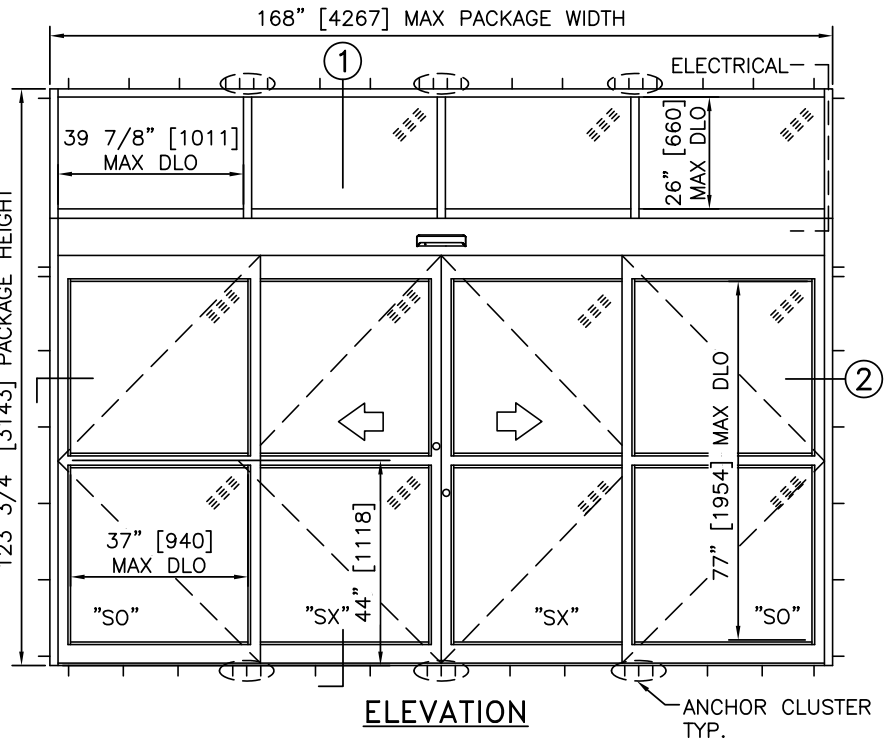 168" [4267] MAX PACKAGE WIDTH
1
ELECTRICAL
39 7/8" [1011]
MAX DLO
26" [660]
MAX DLO
123 3/4" [3143] PACKAGE HEIGHT
2
77" [1954] MAX DLO
37" [940]
MAX DLO
44" [1118]
"SO"
"SX"
"SX"
"SO"
ELEVATION
ANCHOR CLUSTER
TYP.